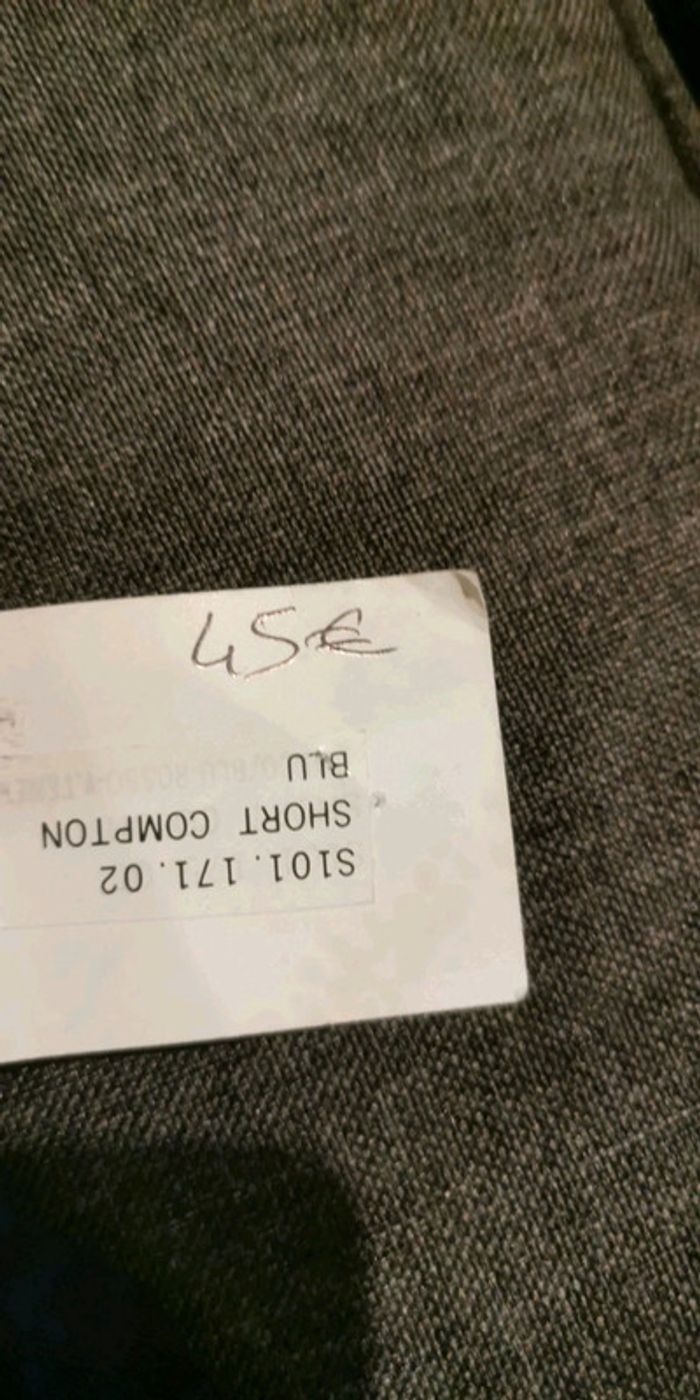 45€
S101.171.02
SHORT COMPTON
BLU